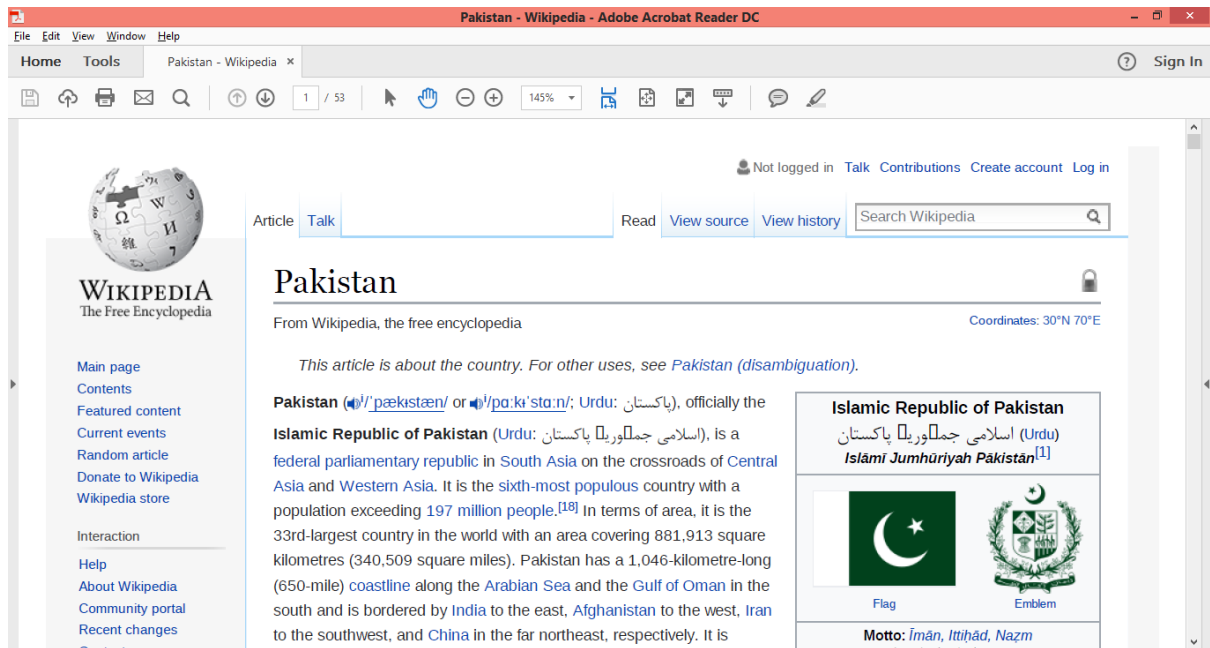 Pakistan - Wikipedia - Adobe Acrobat Reader DC
File Edit View Window Help
Home Tools Pakistan - Wikipedia × ? Sign In
1 / 53 145%
Not logged in Talk Contributions Create account Log in
Article Talk Read View source View history Search Wikipedia
WIKIPEDIA
The Free Encyclopedia
Main page
Contents
Featured content
Current events
Random article
Donate to Wikipedia
Wikipedia store
Interaction
Help
About Wikipedia
Community portal
Recent changes
Pakistan
From Wikipedia, the free encyclopedia
Coordinates: 30°N 70°E
This article is about the country. For other uses, see Pakistan (disambiguation).
Pakistan (i/ˈpækɨstæn/ or i/pɑːkɨˈstɑːn/; Urdu: پاکستان), officially the
Islamic Republic of Pakistan (Urdu: اسلامی جم□وری□ پاکستان), is a
federal parliamentary republic in South Asia on the crossroads of Central
Asia and Western Asia. It is the sixth-most populous country with a
population exceeding 197 million people.[18] In terms of area, it is the
33rd-largest country in the world with an area covering 881,913 square
kilometres (340,509 square miles). Pakistan has a 1,046-kilometre-long
(650-mile) coastline along the Arabian Sea and the Gulf of Oman in the
south and is bordered by India to the east, Afghanistan to the west, Iran
to the southwest, and China in the far northeast, respectively. It is
Islamic Republic of Pakistan
اسلامی جم□وری□ پاکستان (Urdu)
Islāmī Jumhūriyah Pākistān[1]
Flag Emblem
Motto: Īmān, Ittiḥād, Naẓm